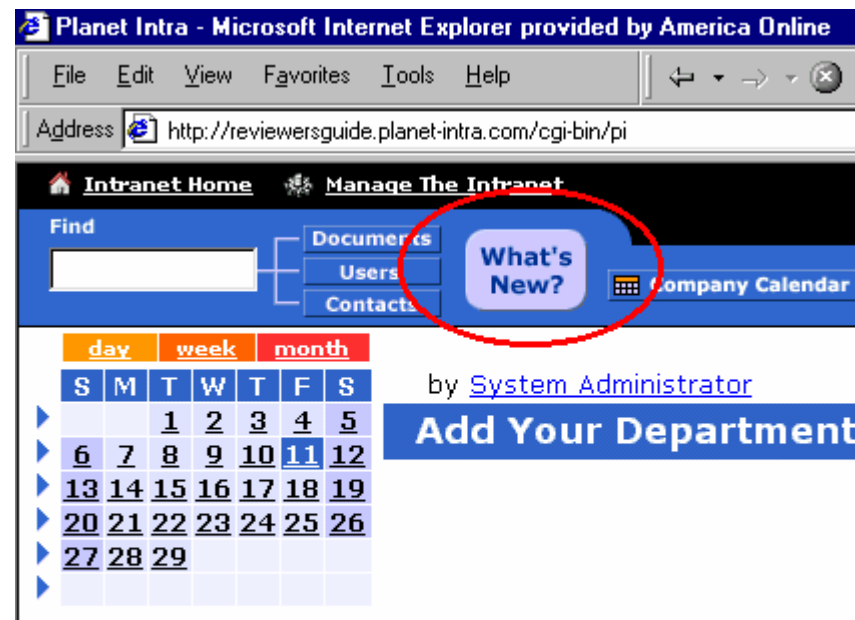 Planet Intra - Microsoft Internet Explorer provided by America Online
File Edit View Favorites Tools Help
Address http://reviewersguide.planet-intra.com/cgi-bin/pi
Intranet Home Manage The Intranet
Find
Documents
Users
Contacts
What's
New?
Company Calendar
day week month
S M T W T F S
1 2 3 4 5
6 7 8 9 10 11 12
13 14 15 16 17 18 19
20 21 22 23 24 25 26
27 28 29
by System Administrator
Add Your Department